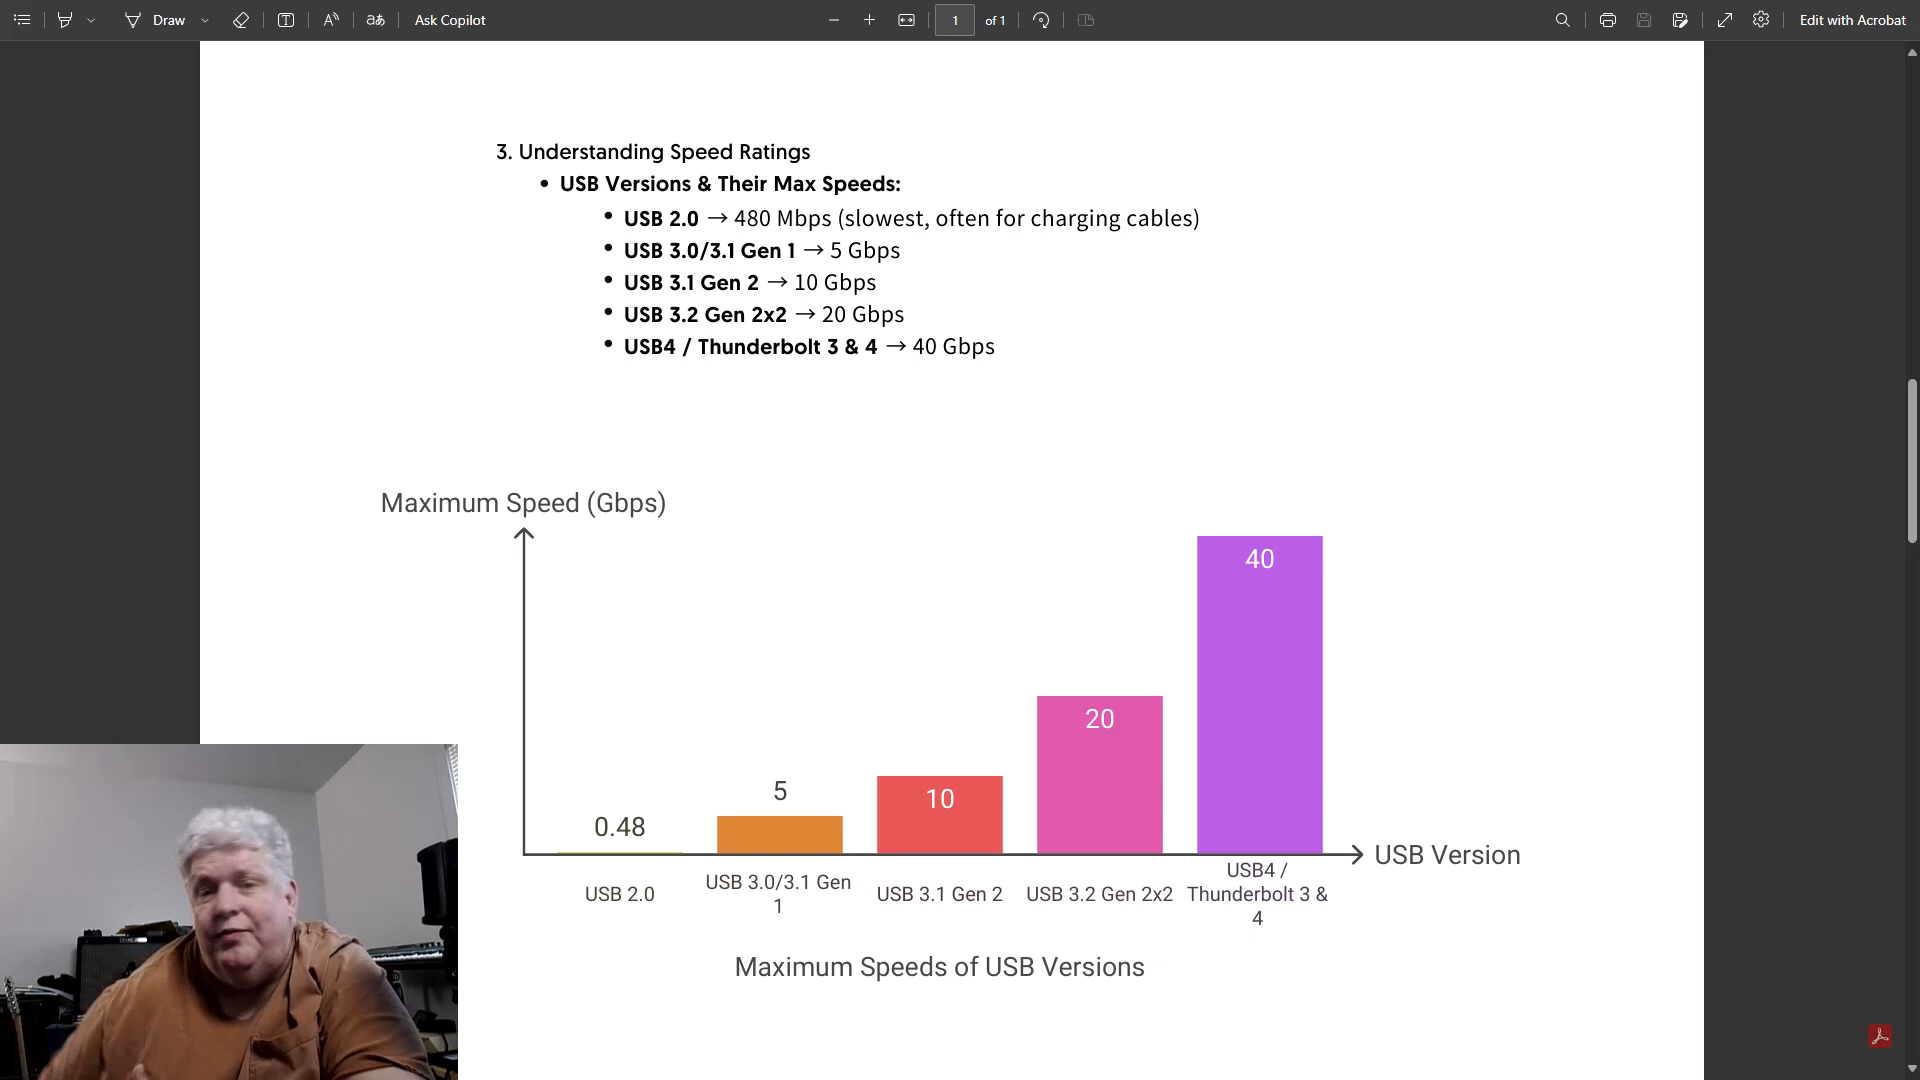 Draw
Ask Copilot
1 of 1
Edit with Acrobat
3. Understanding Speed Ratings
• USB Versions & Their Max Speeds:
• USB 2.0 → 480 Mbps (slowest, often for charging cables)
• USB 3.0/3.1 Gen 1 → 5 Gbps
• USB 3.1 Gen 2 → 10 Gbps
• USB 3.2 Gen 2x2 → 20 Gbps
• USB4 / Thunderbolt 3 & 4 → 40 Gbps
Maximum Speed (Gbps)
0.48
5
10
20
40
USB 2.0
USB 3.0/3.1 Gen
1
USB 3.1 Gen 2
USB 3.2 Gen 2x2
USB4 /
Thunderbolt 3 &
4
USB Version
Maximum Speeds of USB Versions